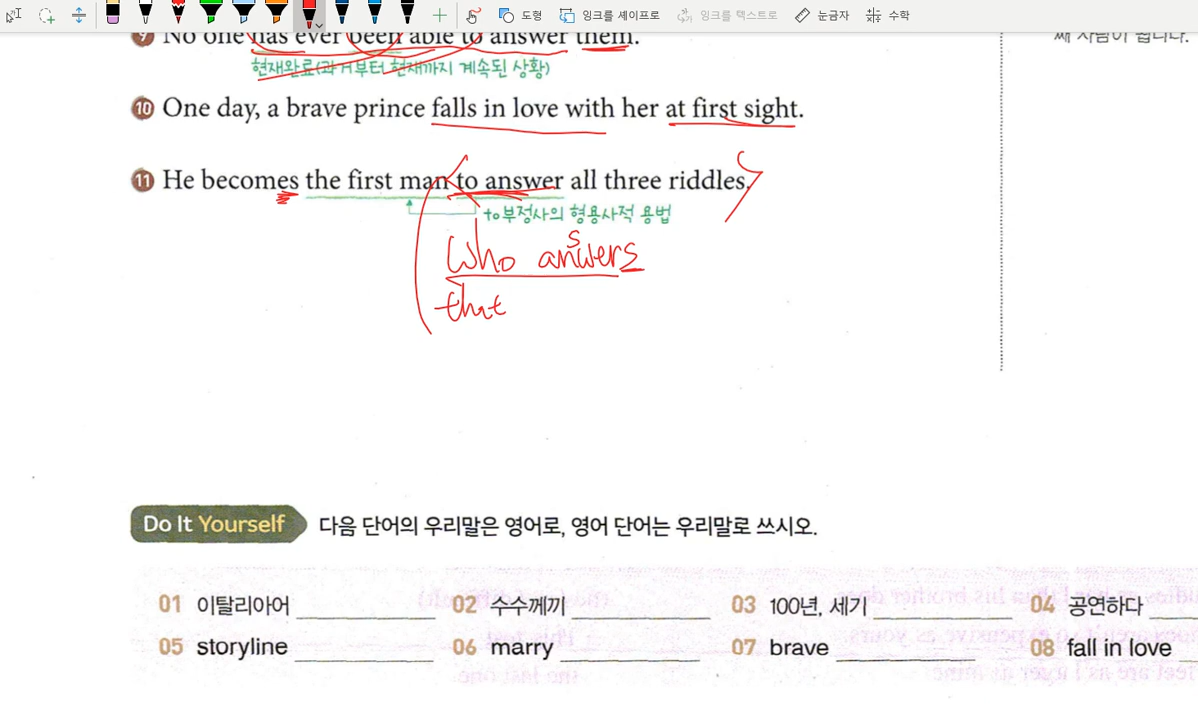 도형 잉크를 셰이프로 잉크를 텍스트로 눈금자 수학
9 No one has ever been able to answer them.
현재완료(과거부터 현재까지 계속된 상황)
10 One day, a brave prince falls in love with her at first sight.
11 He becomes the first man to answer all three riddles.
to부정사의 형용사적 용법
who answers
s
that
Do It Yourself 다음 단어의 우리말은 영어로, 영어 단어는 우리말로 쓰시오.
01 이탈리아어 02 수수께끼 03 100년, 세기 04 공연하다
05 storyline 06 marry 07 brave 08 fall in love